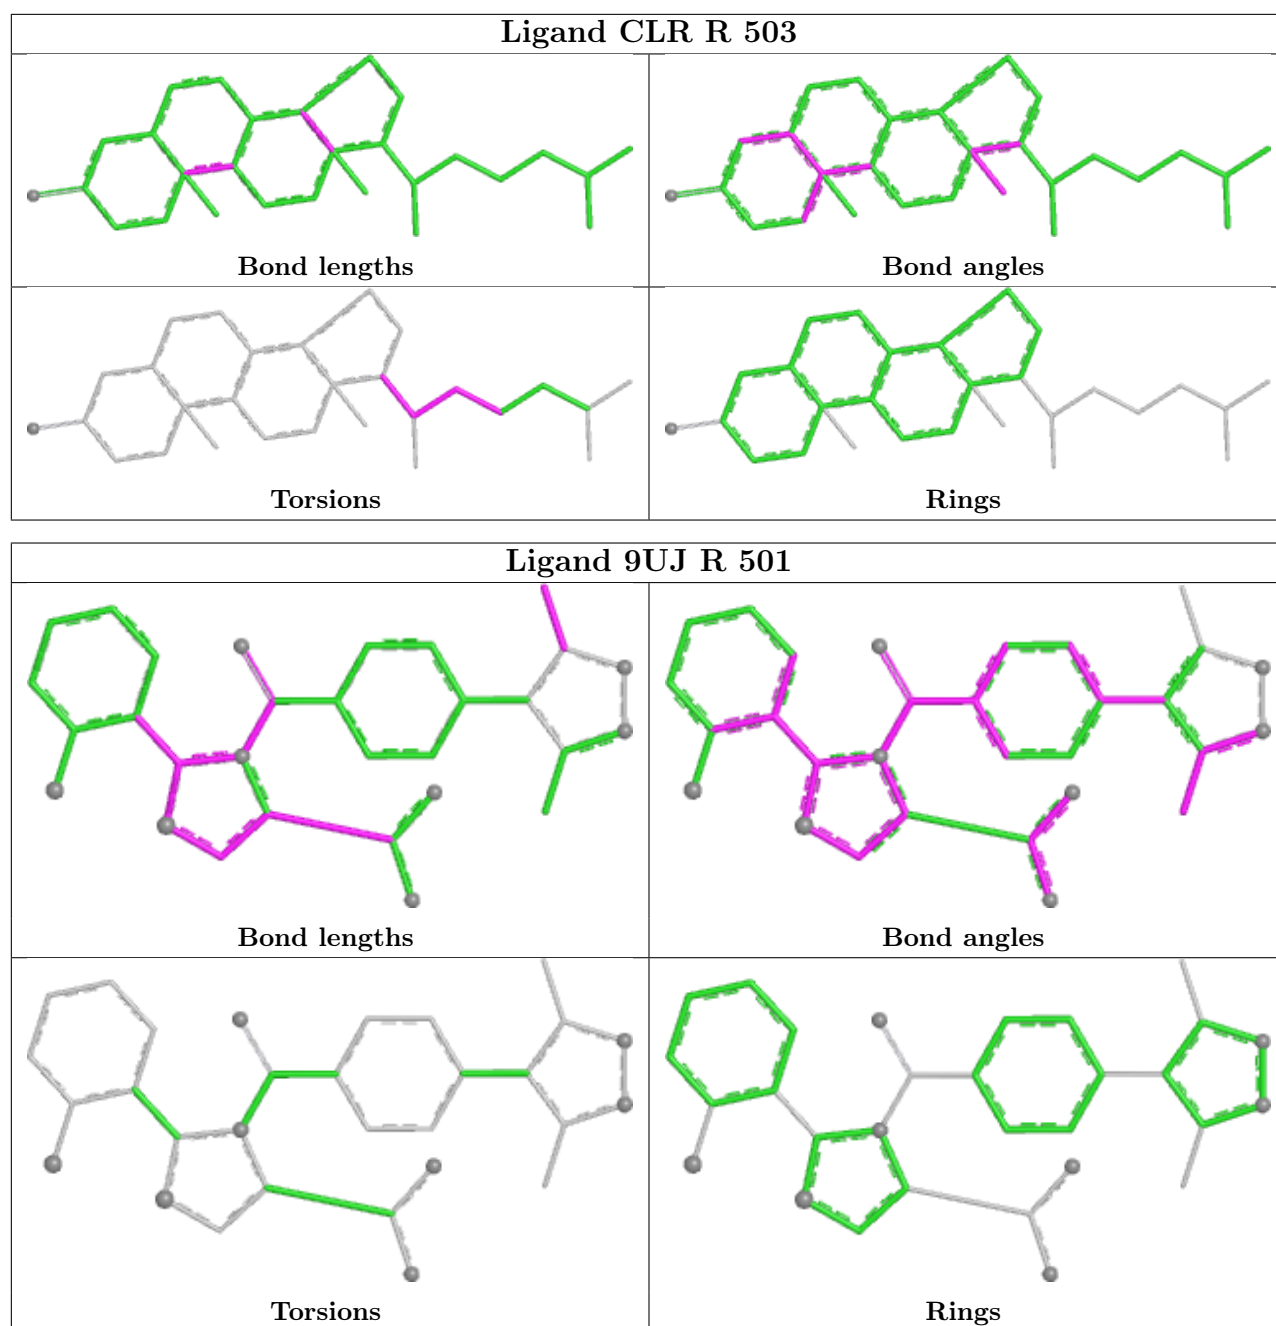 Ligand CLR R 503
Bond lengths
Bond angles
Torsions
Rings
Ligand 9UJ R 501
Bond lengths
Bond angles
Torsions
Rings